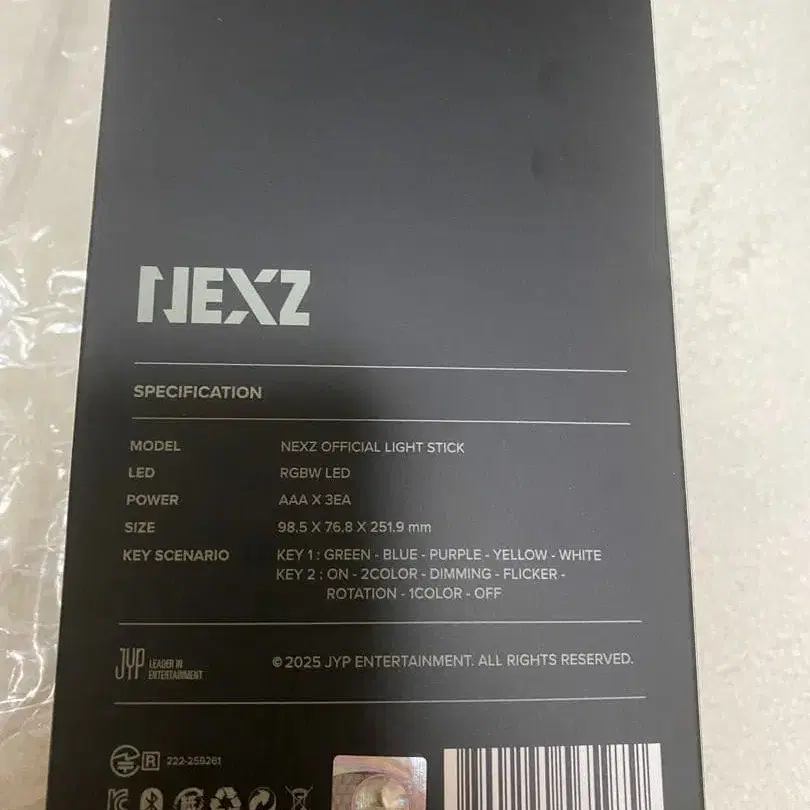 NEXZ
SPECIFICATION
MODEL NEXZ OFFICIAL LIGHT STICK
LED RGBW LED
POWER AAA X 3EA
SIZE 98.5 X 76.8 X 251.9 mm
KEY SCENARIO KEY 1 : GREEN - BLUE - PURPLE - YELLOW - WHITE
KEY 2 : ON - 2COLOR - DIMMING - FLICKER -
ROTATION - 1COLOR - OFF
JYP LEADER IN
ENTERTAINMENT
© 2025 JYP ENTERTAINMENT. ALL RIGHTS RESERVED.
R 222-259261